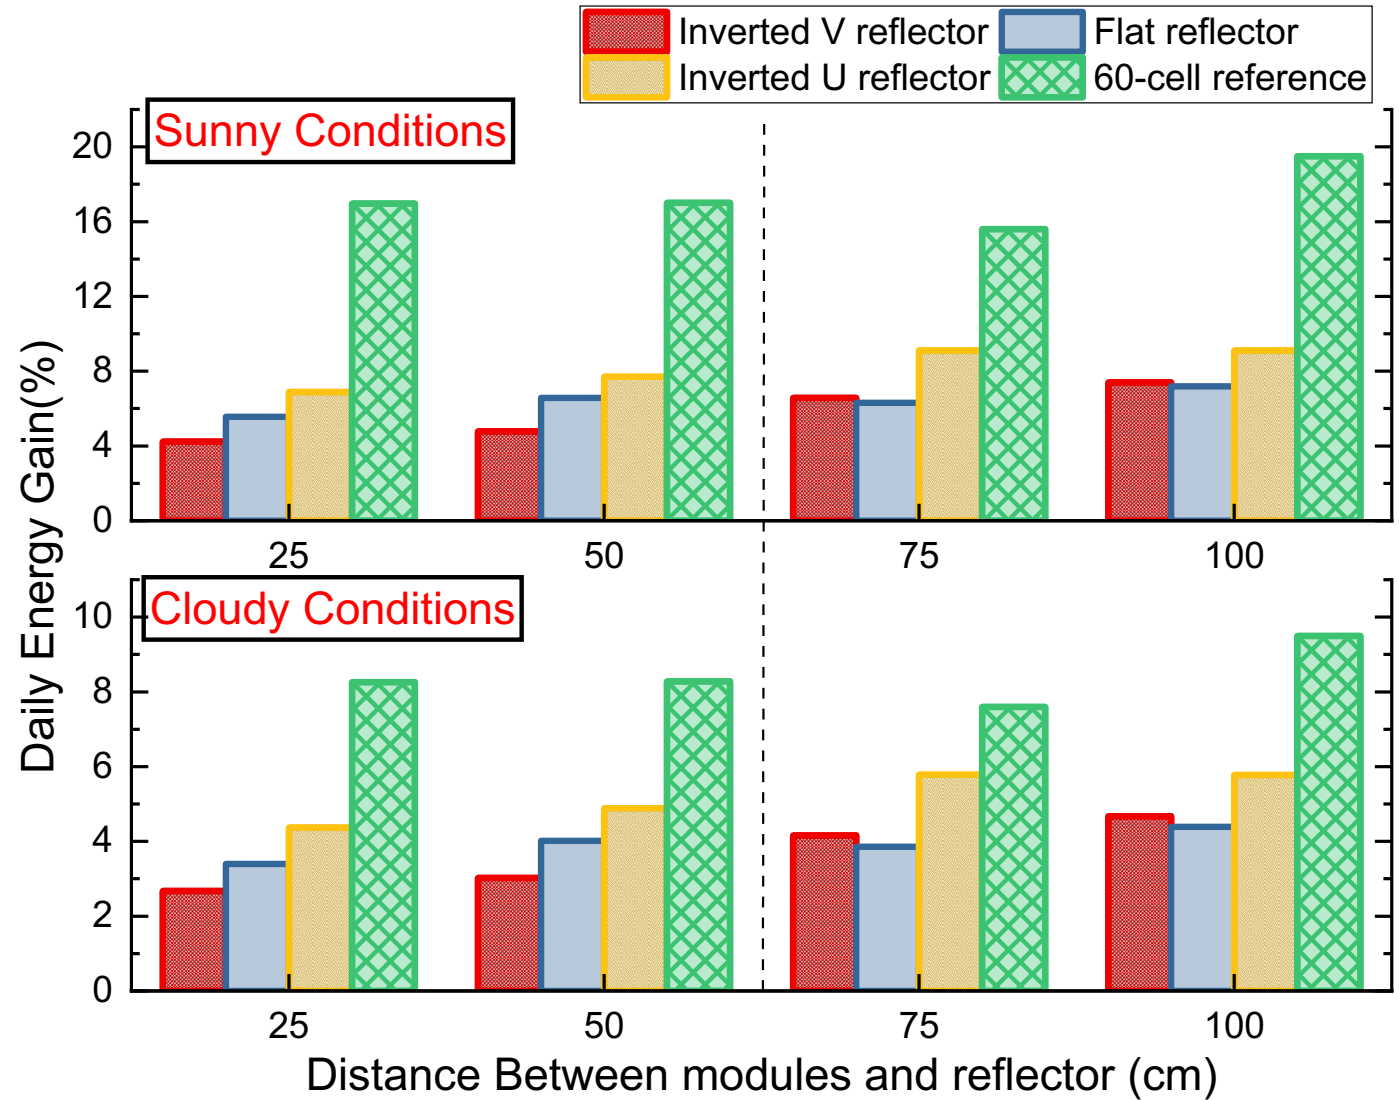 Inverted V reflector
Flat reflector
Inverted U reflector
60-cell reference
Sunny Conditions
20
16
12
8
4
0
25
50
75
100
Daily Energy Gain(%)
Cloudy Conditions
10
8
6
4
2
0
25
50
75
100
Distance Between modules and reflector (cm)